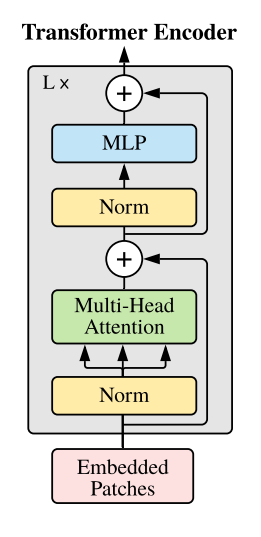 Transformer Encoder
L ×
+
MLP
Norm
+
Multi-Head
Attention
Norm
Embedded
Patches